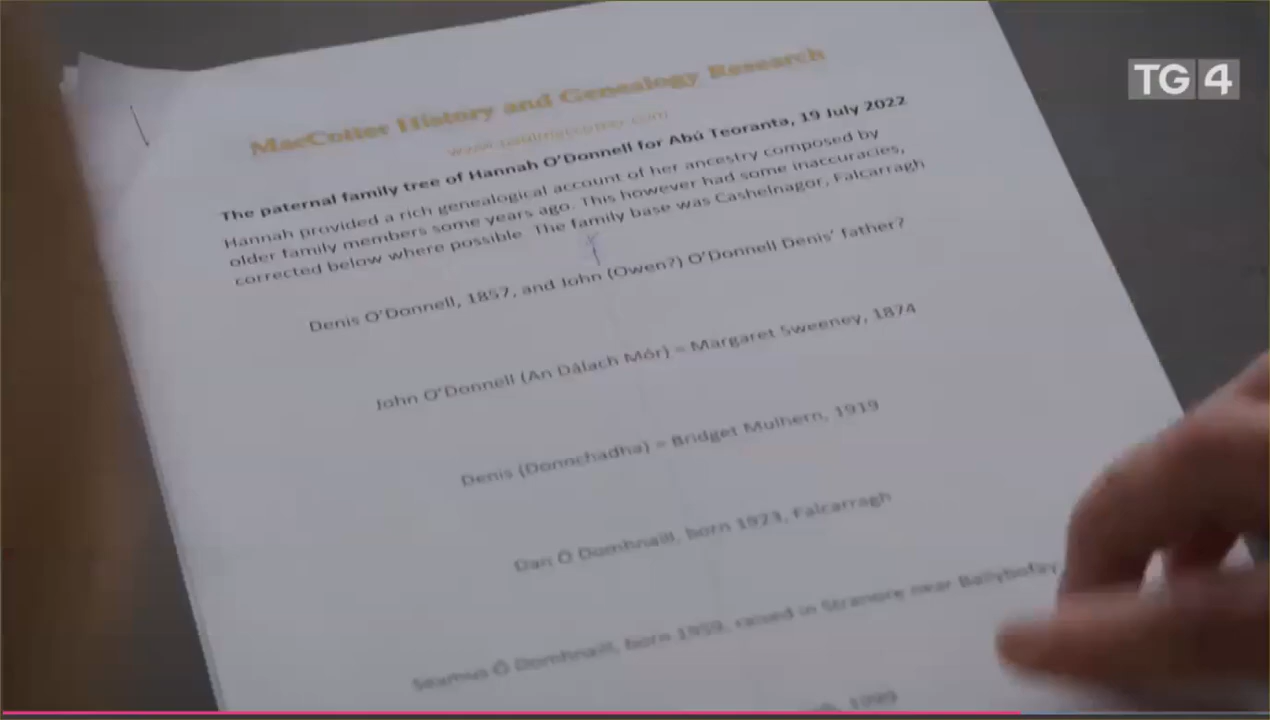 TG4
MacCotter History and Genealogy Research
The paternal family tree of Hannah O'Donnell for Abú Teoranta, 19 July 2022
Hannah provided a rich genealogical account of her ancestry composed by
older family members some years ago. This however had some inaccuracies,
corrected below where possible. The family base was Cashelnagor, Falcarragh
Denis O'Donnell, 1857, and John (Owen?) O'Donnell Denis' father?
John O'Donnell (An Dálach Mór) = Margaret Sweeney, 1874
Denis (Donnchadha) = Bridget Mulhern, 1919
Dan Ó Domhnaill, born 1923, Falcarragh
Seamus Ó Domhnaill, born 1959, raised in Stranore near Ballybofey